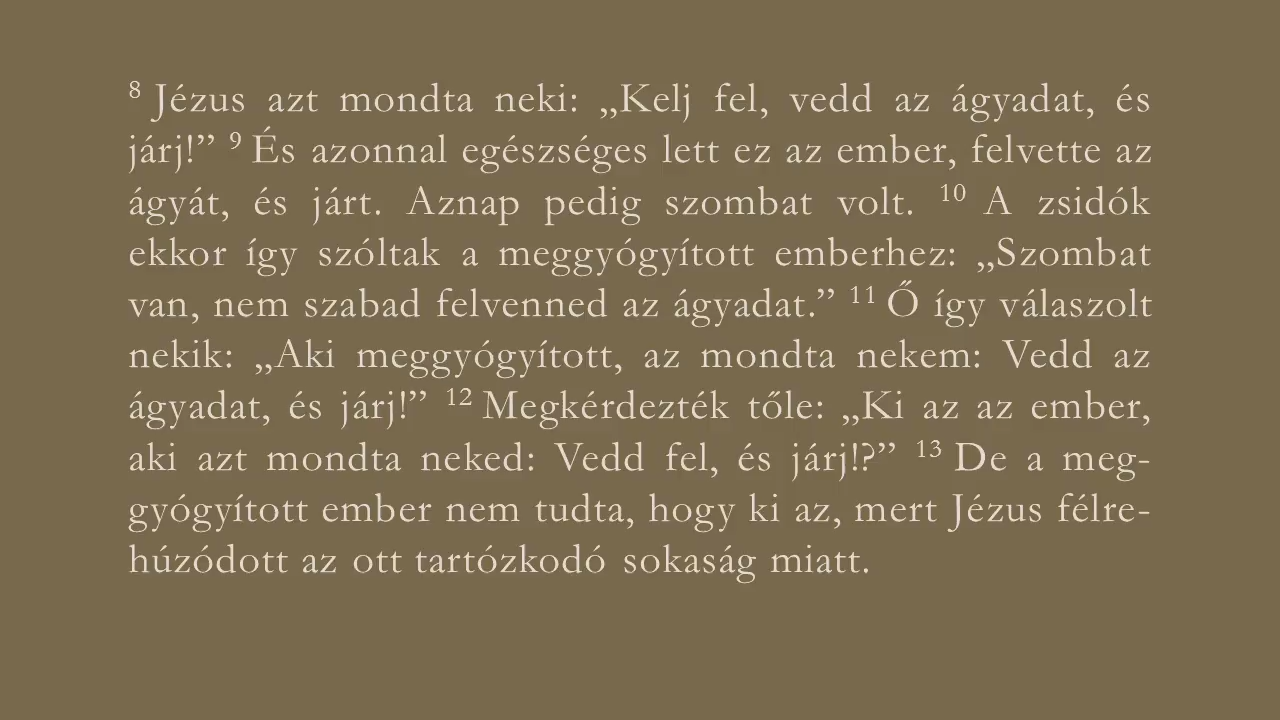 ⁸ Jézus azt mondta neki: „Kelj fel, vedd az ágyadat, és
járj!” ⁹ És azonnal egészséges lett ez az ember, felvette az
ágyát, és járt. Aznap pedig szombat volt. ¹⁰ A zsidók
ekkor így szóltak a meggyógyított emberhez: „Szombat
van, nem szabad felvenned az ágyadat.” ¹¹ Ő így válaszolt
nekik: „Aki meggyógyított, az mondta nekem: Vedd az
ágyadat, és járj!” ¹² Megkérdezték tőle: „Ki az az ember,
aki azt mondta neked: Vedd fel, és járj!?” ¹³ De a meg-
gyógyított ember nem tudta, hogy ki az, mert Jézus félre-
húzódott az ott tartózkodó sokaság miatt.